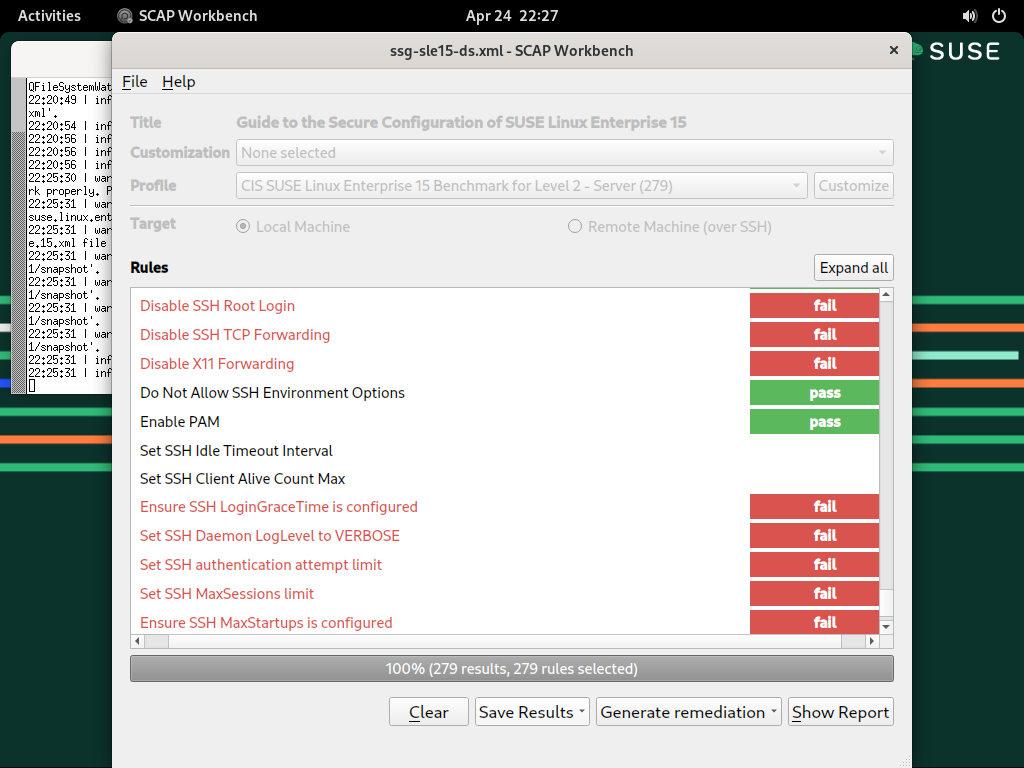 Activities SCAP Workbench Apr 24 22:27
ssg-sle15-ds.xml - SCAP Workbench ×
SUSE
File Help
QFileSystemWat
22:20:49 | inf
xml'.
22:20:54 | inf
22:20:56 | inf
22:20:56 | inf
22:20:56 | inf
22:25:30 | war
rk properly. P
22:25:31 | war
suse.linux.ent
22:25:31 | war
e.15.xml file
22:25:31 | war
1/snapshot'.
22:25:31 | war
1/snapshot'.
22:25:31 | war
1/snapshot'.
22:25:31 | war
1/snapshot'.
22:25:31 | inf
22:25:31 | inf
Title Guide to the Secure Configuration of SUSE Linux Enterprise 15
Customization None selected
Profile CIS SUSE Linux Enterprise 15 Benchmark for Level 2 - Server (279) Customize
Target Local Machine Remote Machine (over SSH)
Rules Expand all
Disable SSH Root Login fail
Disable SSH TCP Forwarding fail
Disable X11 Forwarding fail
Do Not Allow SSH Environment Options pass
Enable PAM pass
Set SSH Idle Timeout Interval
Set SSH Client Alive Count Max
Ensure SSH LoginGraceTime is configured fail
Set SSH Daemon LogLevel to VERBOSE fail
Set SSH authentication attempt limit fail
Set SSH MaxSessions limit fail
Ensure SSH MaxStartups is configured fail
100% (279 results, 279 rules selected)
Clear Save Results Generate remediation Show Report